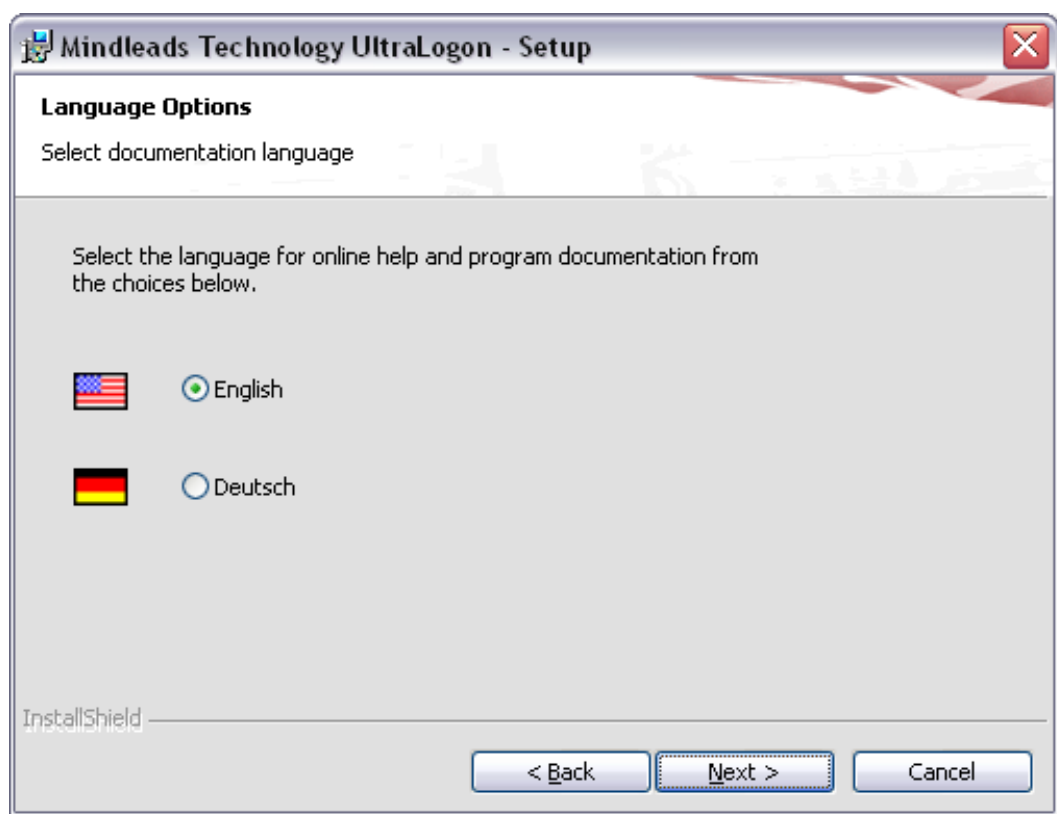 Mindleads Technology UltraLogon - Setup
Language Options
Select documentation language
Select the language for online help and program documentation from
the choices below.
English
Deutsch
InstallShield
< Back
Next >
Cancel